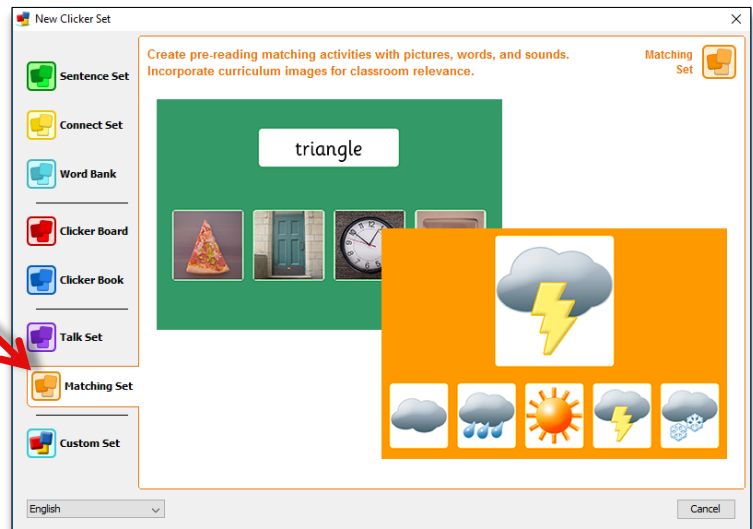 New Clicker Set
Sentence Set
Connect Set
Word Bank
Clicker Board
Clicker Book
Talk Set
Matching Set
Custom Set
Create pre-reading matching activities with pictures, words, and sounds.
Incorporate curriculum images for classroom relevance.
Matching
Set
triangle
English
Cancel